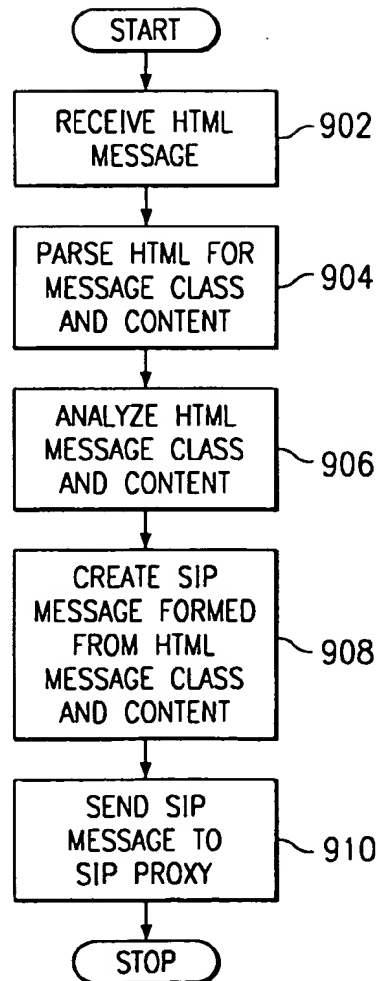 START
RECEIVE HTML
MESSAGE
902
PARSE HTML FOR
MESSAGE CLASS
AND CONTENT
904
ANALYZE HTML
MESSAGE CLASS
AND CONTENT
906
CREATE SIP
MESSAGE FORMED
FROM HTML
MESSAGE CLASS
AND CONTENT
908
SEND SIP
MESSAGE TO
SIP PROXY
910
STOP